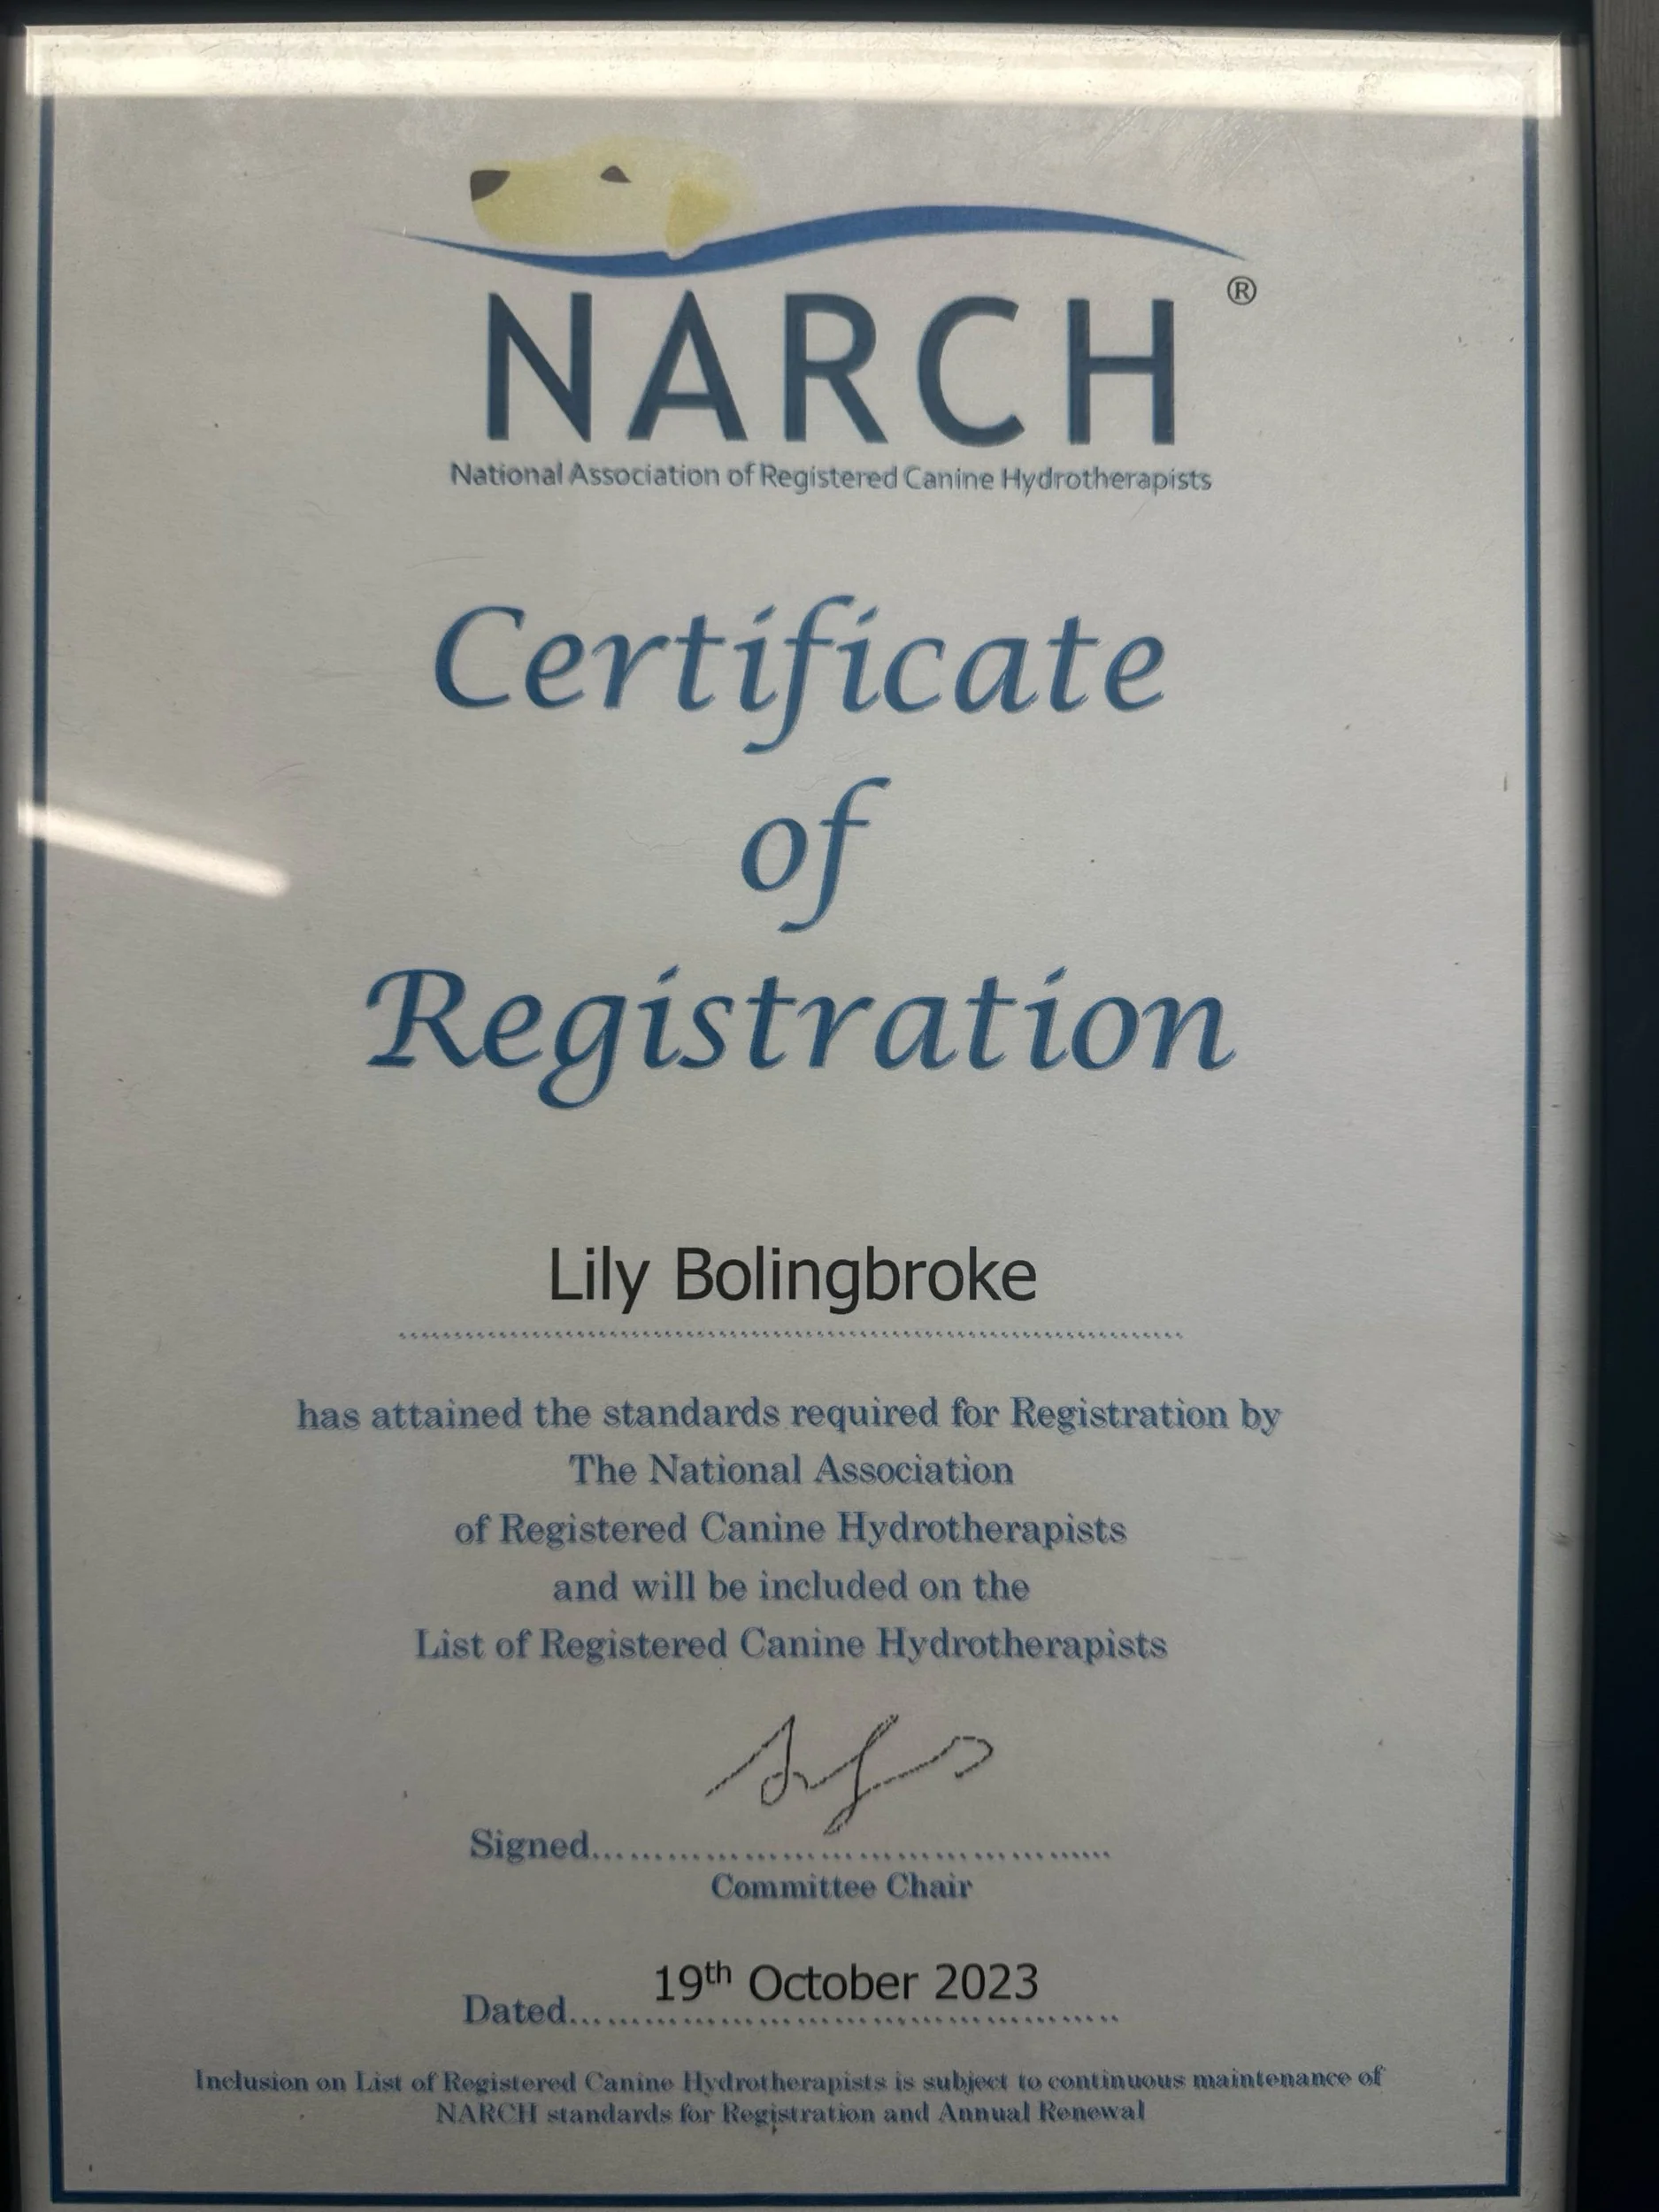 NARCH ®
National Association of Registered Canine Hydrotherapists
Certificate
of
Registration
Lily Bolingbroke
has attained the standards required for Registration by
The National Association
of Registered Canine Hydrotherapists
and will be included on the
List of Registered Canine Hydrotherapists
Signed
Committee Chair
Dated 19th October 2023
Inclusion on List of Registered Canine Hydrotherapists is subject to continuous maintenance of
NARCH standards for Registration and Annual Renewal